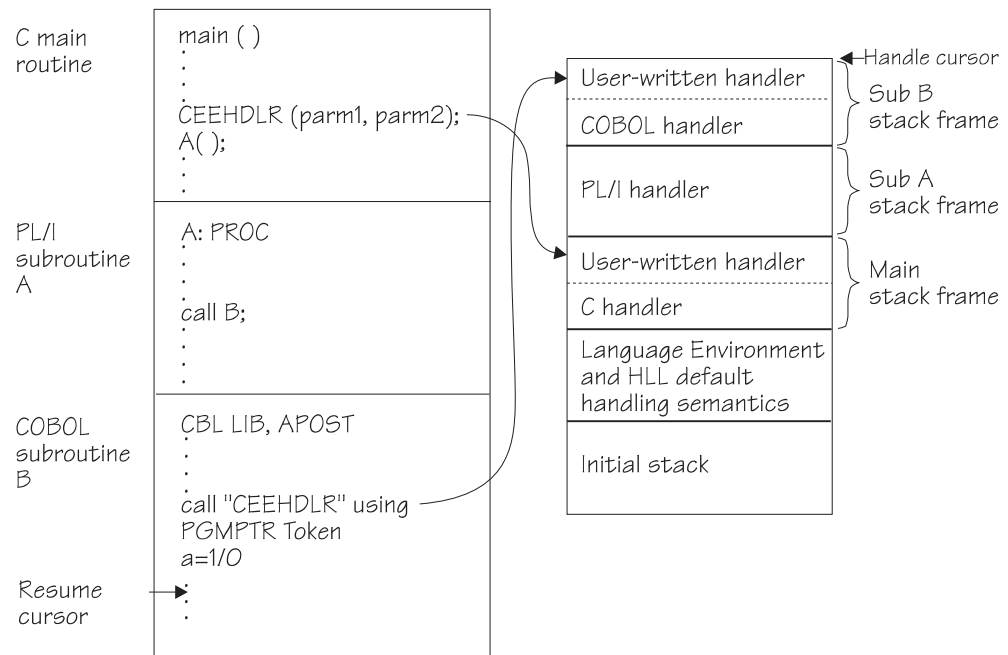 C main
routine
main ( )
CEEHDLR (parm1, parm2);
A( );
PL/I
subroutine
A
A: PROC
call B;
COBOL
subroutine
B
CBL LIB, APOST
call "CEEHDLR" using
PGMPTR Token
a=1/0
Resume
cursor
Handle cursor
User-written handler
COBOL handler
Sub B
stack frame
PL/I handler
Sub A
stack frame
User-written handler
C handler
Main
stack frame
Language Environment
and HLL default
handling semantics
Initial stack